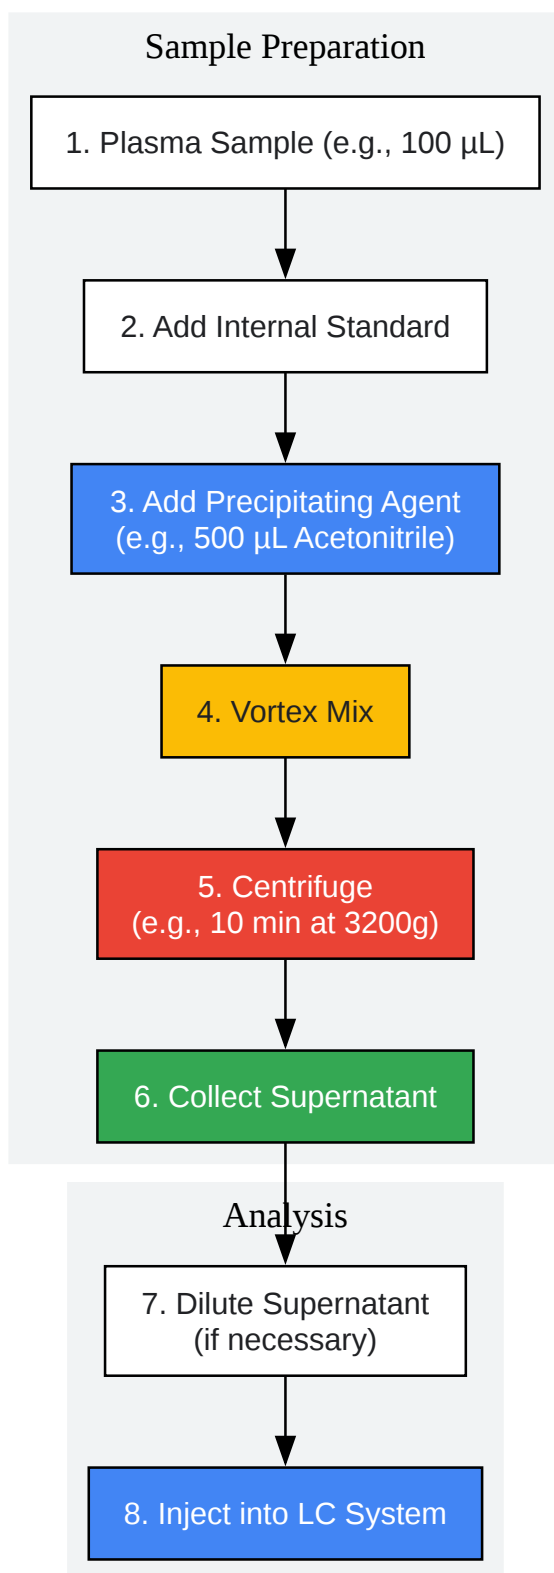 Sample Preparation
1. Plasma Sample (e.g., 100 µL)
2. Add Internal Standard
3. Add Precipitating Agent
(e.g., 500 µL Acetonitrile)
4. Vortex Mix
5. Centrifuge
(e.g., 10 min at 3200g)
6. Collect Supernatant
Analysis
7. Dilute Supernatant
(if necessary)
8. Inject into LC System